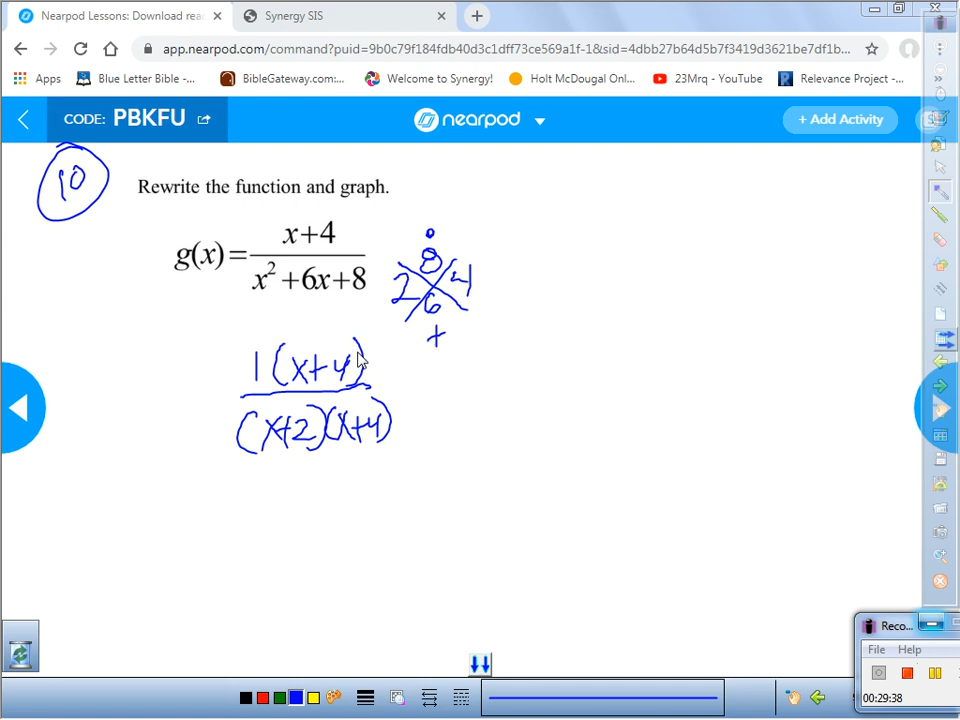 Nearpod Lessons: Download rea
Synergy SIS
app.nearpod.com/command?puid=9b0c79f184fdb40d3c1dff73ce569a1f-1&sid=4dbb27b64d5b7f3419d3621be7df1b...
Apps Blue Letter Bible -... BibleGateway.com:... Welcome to Synergy! Holt McDougal Onl... 23Mrq - YouTube Relevance Project -...
CODE: PBKFU nearpod + Add Activity
10
Rewrite the function and graph.
g(x) = x+4 / x² +6x+8
8
2 4
6
+
1(x+4)
(x+2)(x+4)
Reco...
File Help
00:29:38